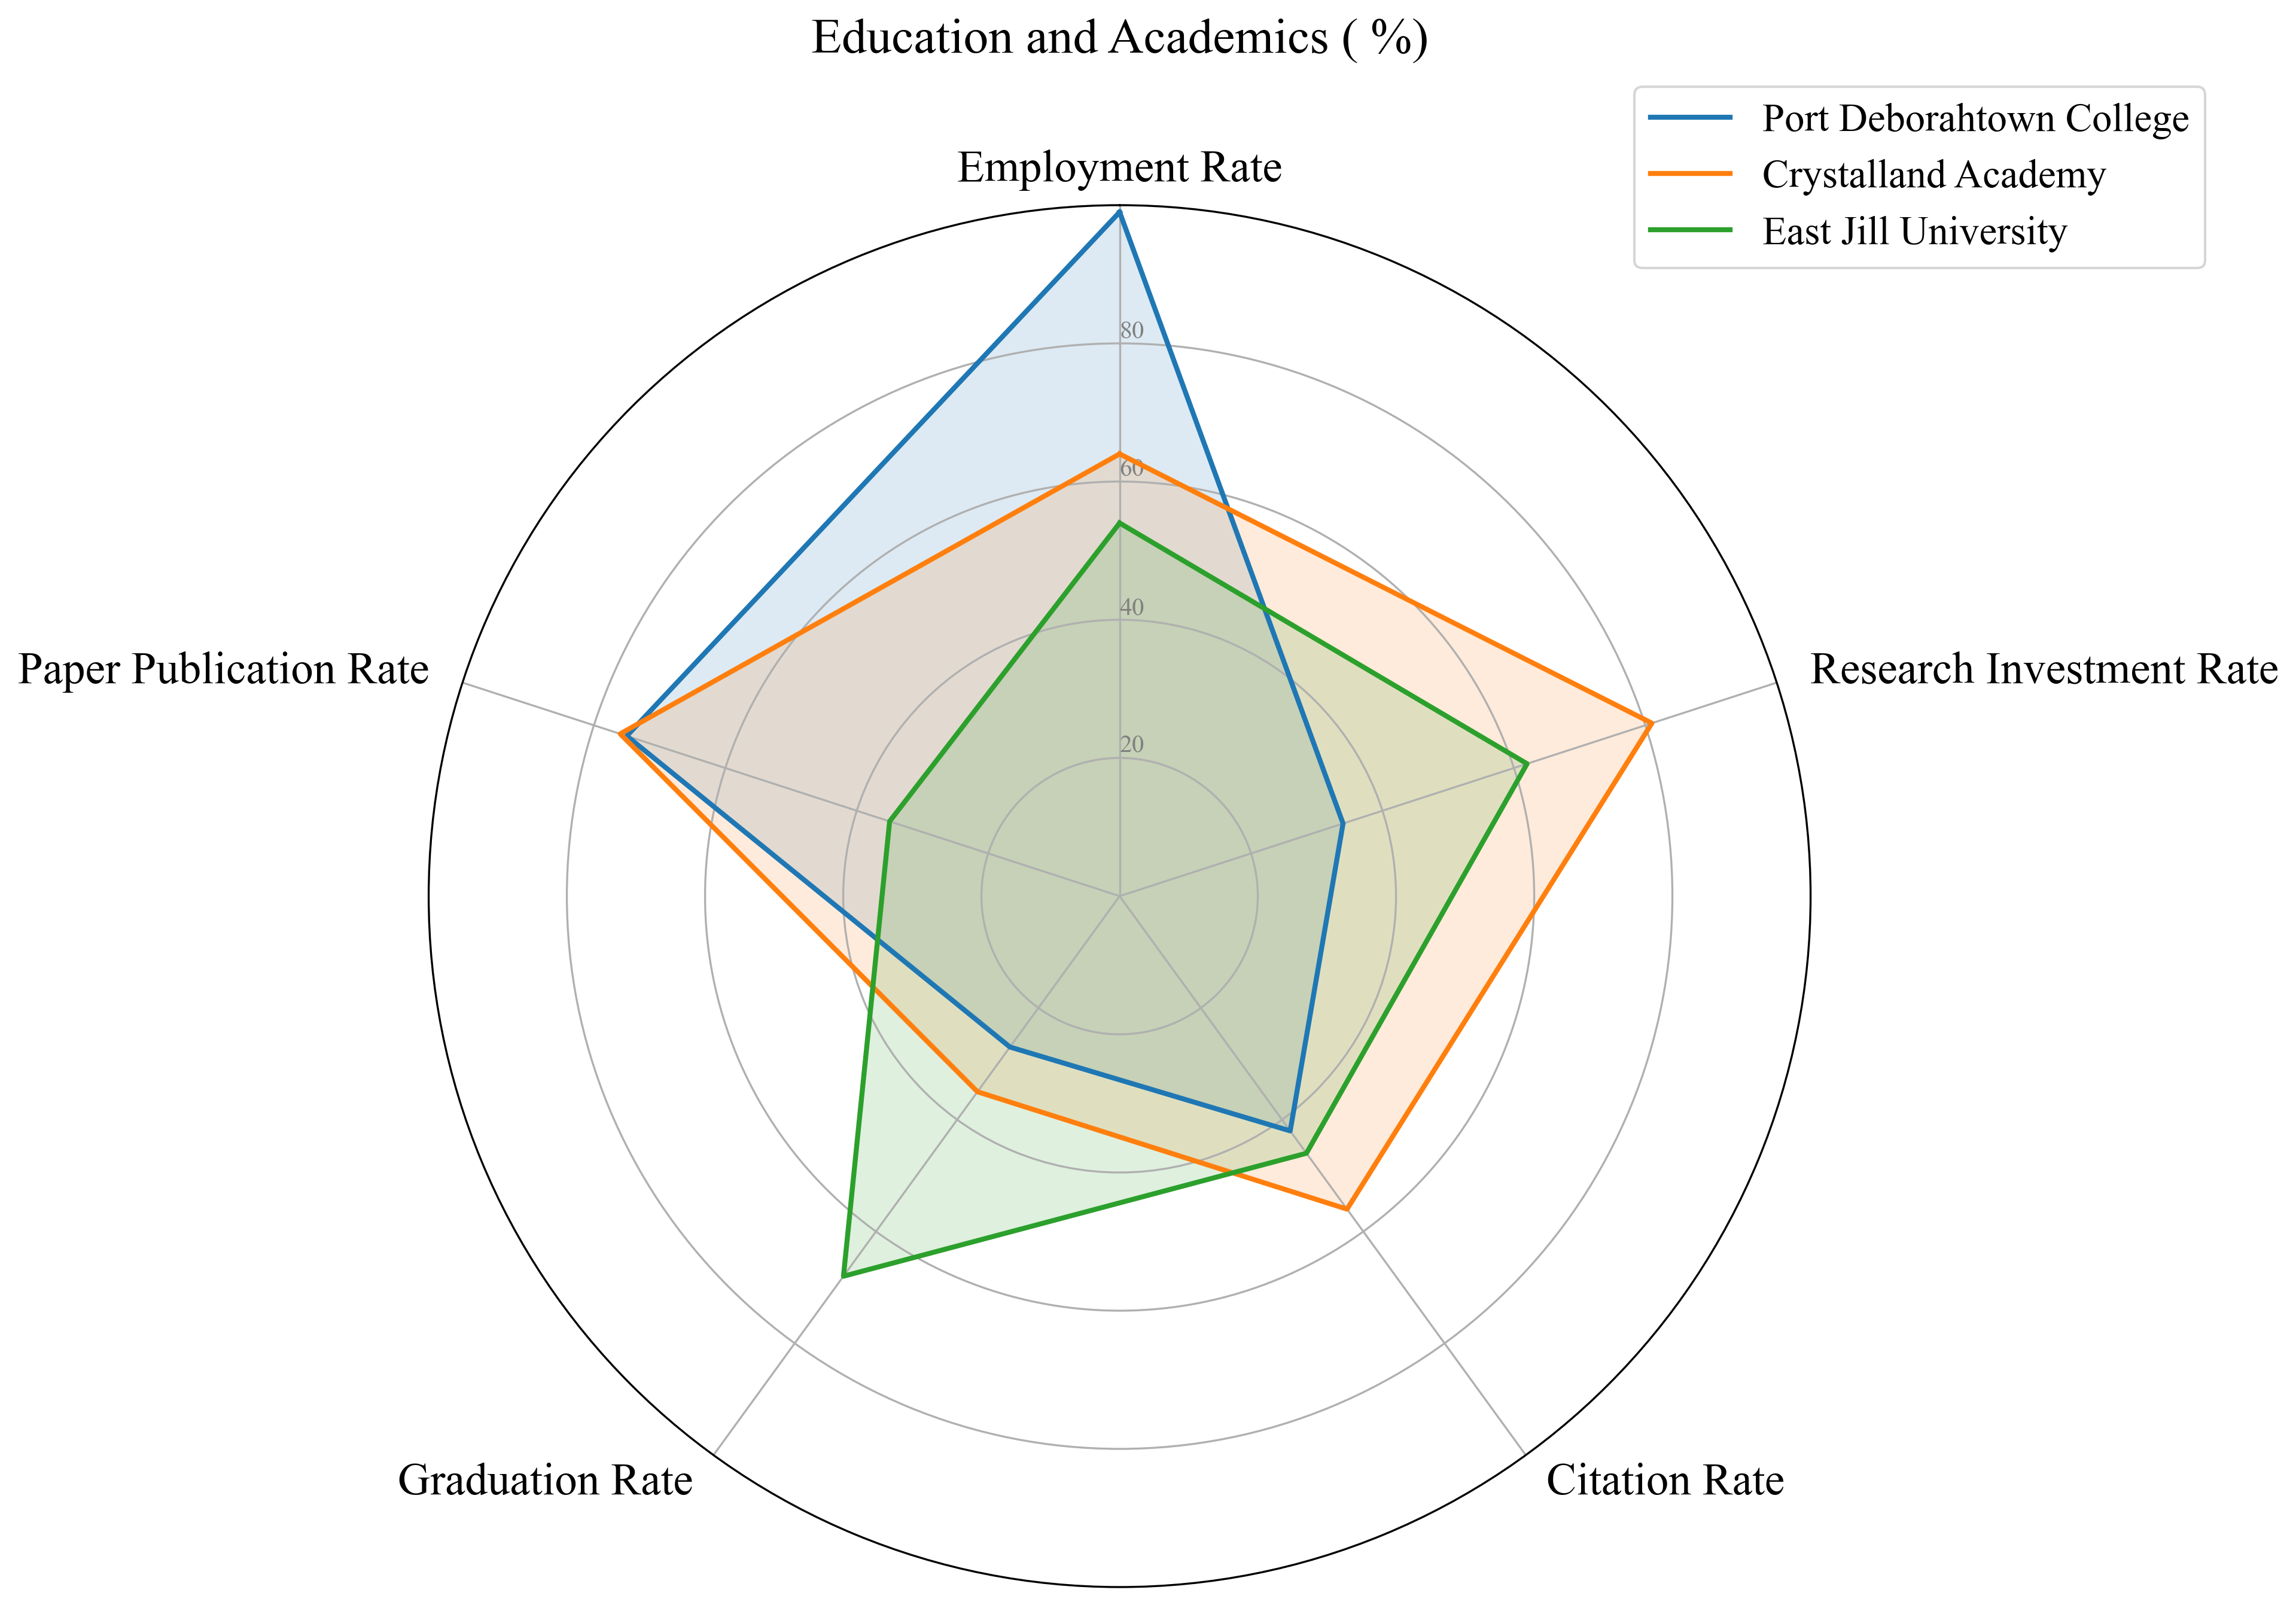 Education and Academics ( %)
Port Deborahtown College
Crystalland Academy
East Jill University
Employment Rate
80
60
40
Paper Publication Rate
Research Investment Rate
20
Graduation Rate
Citation Rate